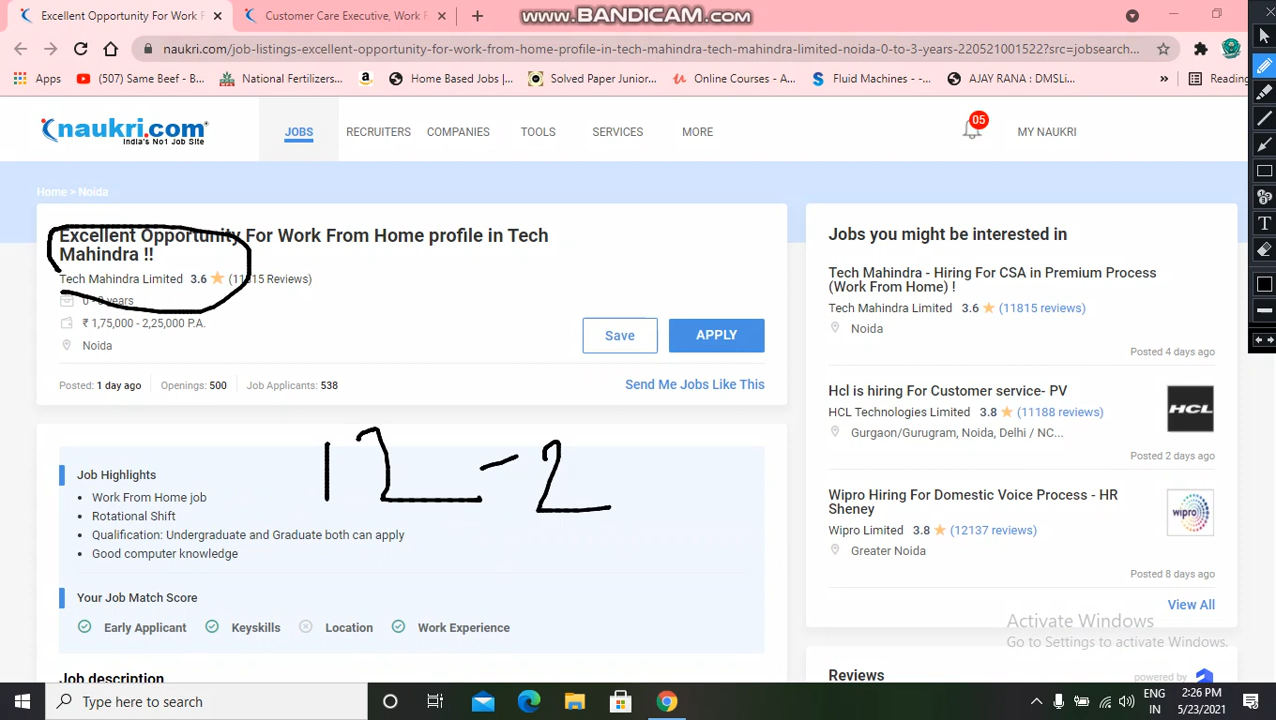 Excellent Opportunity For Work F
Customer Care Executive, Work F
www.BANDICAM.com
naukri.com/job-listings-excellent-opportunity-for-work-from-home-profile-in-tech-mahindra-tech-mahindra-limited-noida-0-to-3-years-220521001522?src=jobsearch...
Apps
(507) Same Beef - B...
National Fertilizers...
Home Based Jobs |...
Solved Paper Junior...
Online Courses - A...
Fluid Machines - -...
AJAY RANA : DMSLi...
»
Reading
naukri.com
India's No1 Job Site
JOBS
RECRUITERS
COMPANIES
TOOLS
SERVICES
MORE
05
MY NAUKRI
Home > Noida
Excellent Opportunity For Work From Home profile in Tech
Mahindra !!
Tech Mahindra Limited 3.6 (11815 Reviews)
0 - 3 years
₹ 1,75,000 - 2,25,000 P.A.
Noida
Save
APPLY
Posted: 1 day ago
Openings: 500
Job Applicants: 538
Send Me Jobs Like This
12-2
Job Highlights
Work From Home job
Rotational Shift
Qualification: Undergraduate and Graduate both can apply
Good computer knowledge
Your Job Match Score
Early Applicant
Keyskills
Location
Work Experience
Job description
Jobs you might be interested in
Tech Mahindra - Hiring For CSA in Premium Process
(Work From Home) !
Tech Mahindra Limited 3.6 (11815 reviews)
Noida
Posted 4 days ago
Hcl is hiring For Customer service- PV
HCL Technologies Limited 3.8 (11188 reviews)
HCL
Gurgaon/Gurugram, Noida, Delhi / NC...
Posted 2 days ago
Wipro Hiring For Domestic Voice Process - HR
Sheney
wipro
Wipro Limited 3.8 (12137 reviews)
Greater Noida
Posted 8 days ago
View All
Activate Windows
Go to Settings to activate Windows.
Reviews
powered by
Type here to search
ENG
IN
2:26 PM
5/23/2021